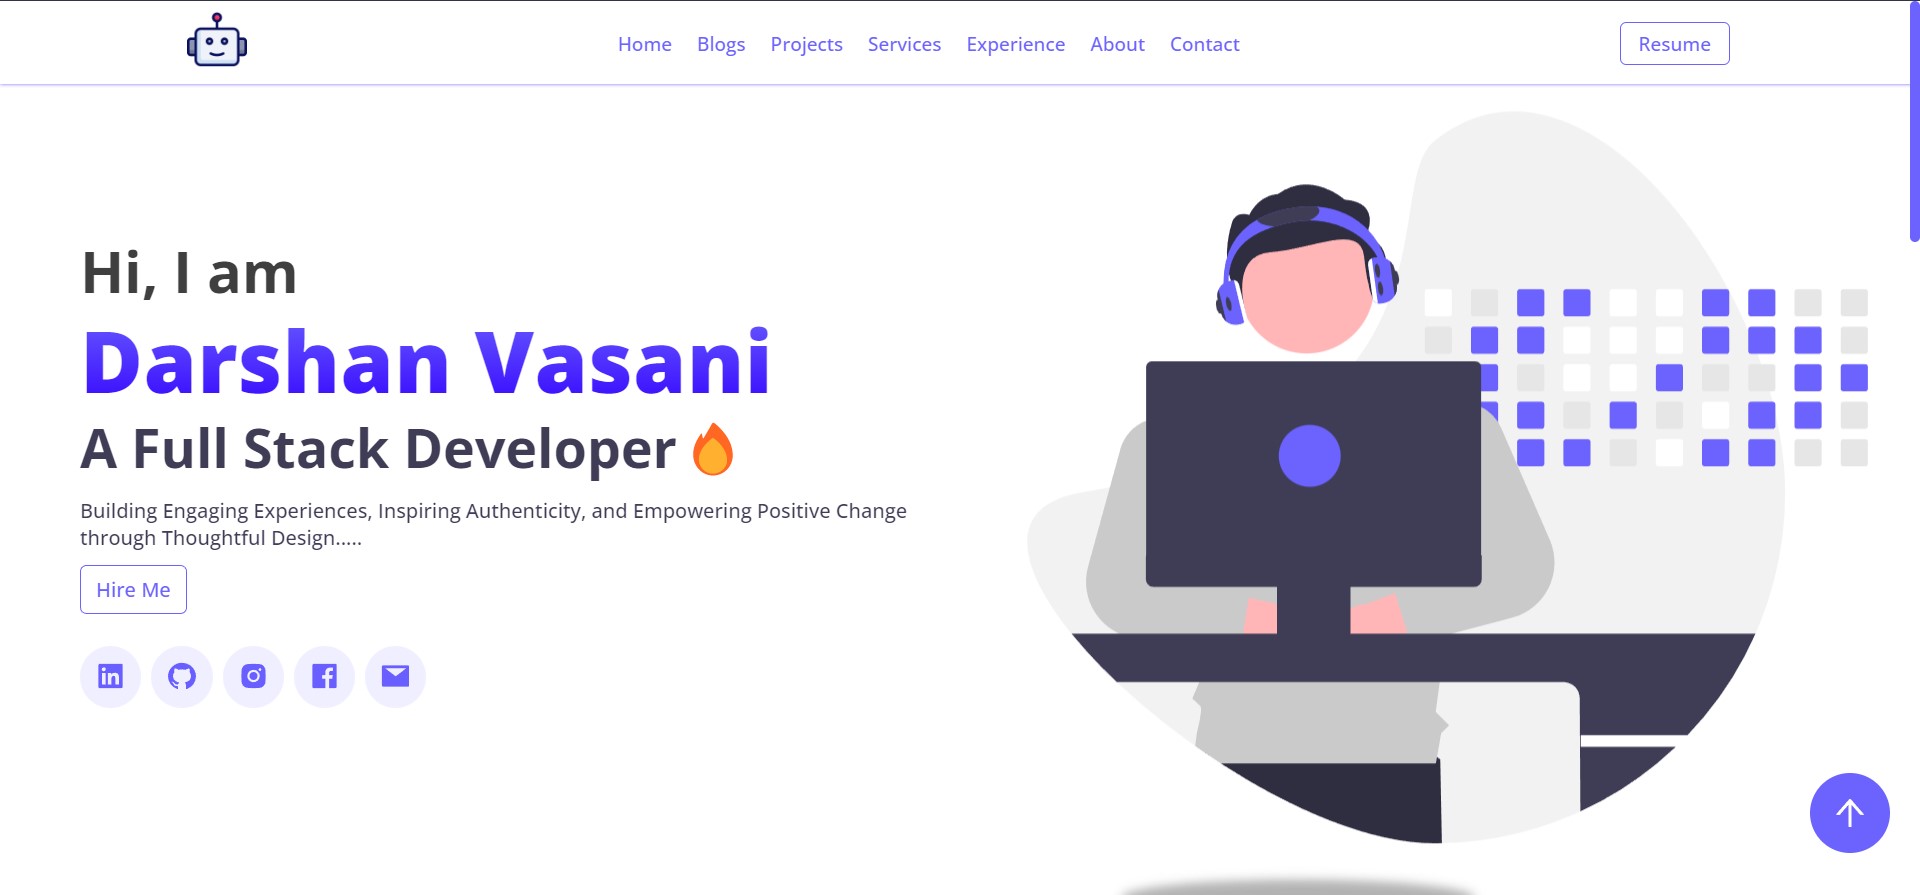 Home Blogs Projects Services Experience About Contact Resume
Hi, I am
Darshan Vasani
A Full Stack Developer
Building Engaging Experiences, Inspiring Authenticity, and Empowering Positive Change
through Thoughtful Design.....
Hire Me